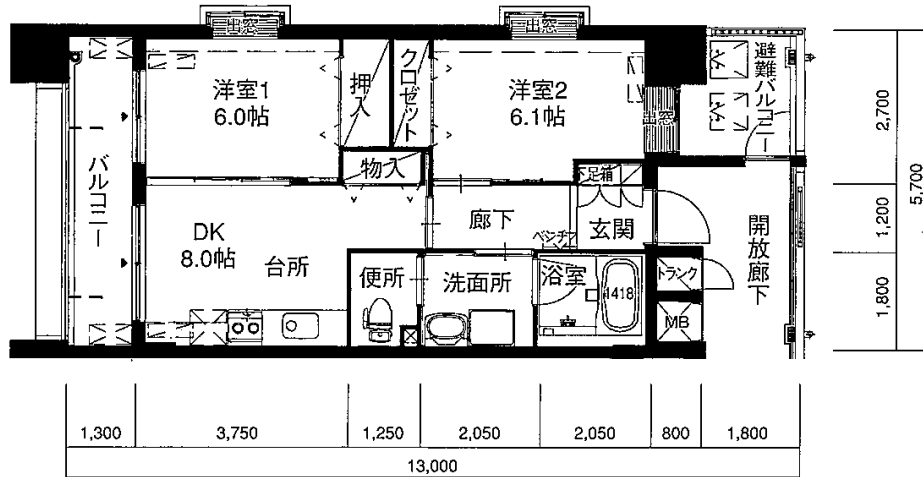 出窓
出窓
洋室1
6.0帖
押入
クロゼット
洋室2
6.1帖
出窓
避難バルコニー
バルコニー
物入
下足箱
DK
8.0帖
台所
廊下
ベンチ
玄関
開放廊下
便所
洗面所
浴室
1418
トランク
MB
2,700
1,200
1,800
5,700
1,300
3,750
1,250
2,050
2,050
800
1,800
13,000